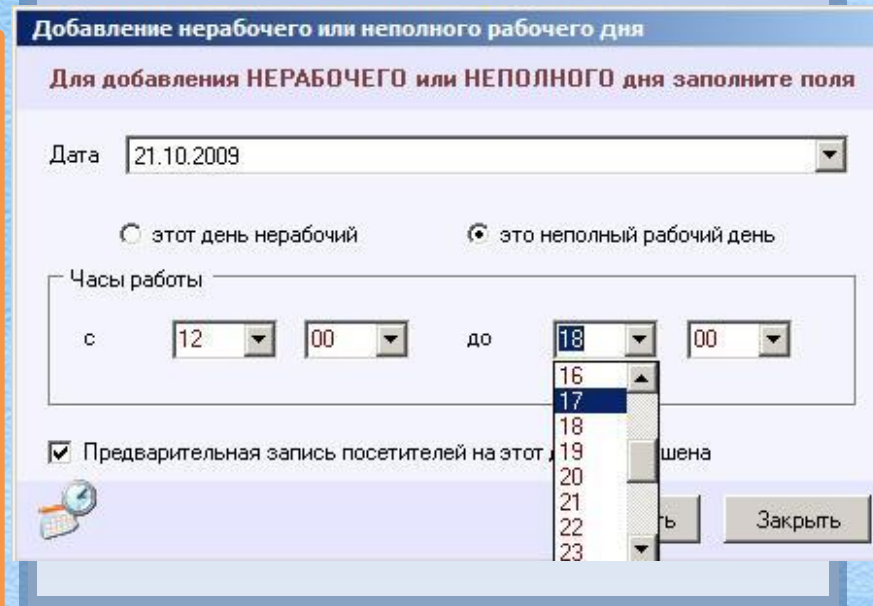 Добавление нерабочего или неполного рабочего дня
Для добавления НЕРАБОЧЕГО или НЕПОЛНОГО дня заполните поля
Дата 21.10.2009
этот день нерабочий это неполный рабочий день
Часы работы
с 12 00 до 18 00
16
17
18
Предварительная запись посетителей на этот
19
20
21
22
23
Закрыть